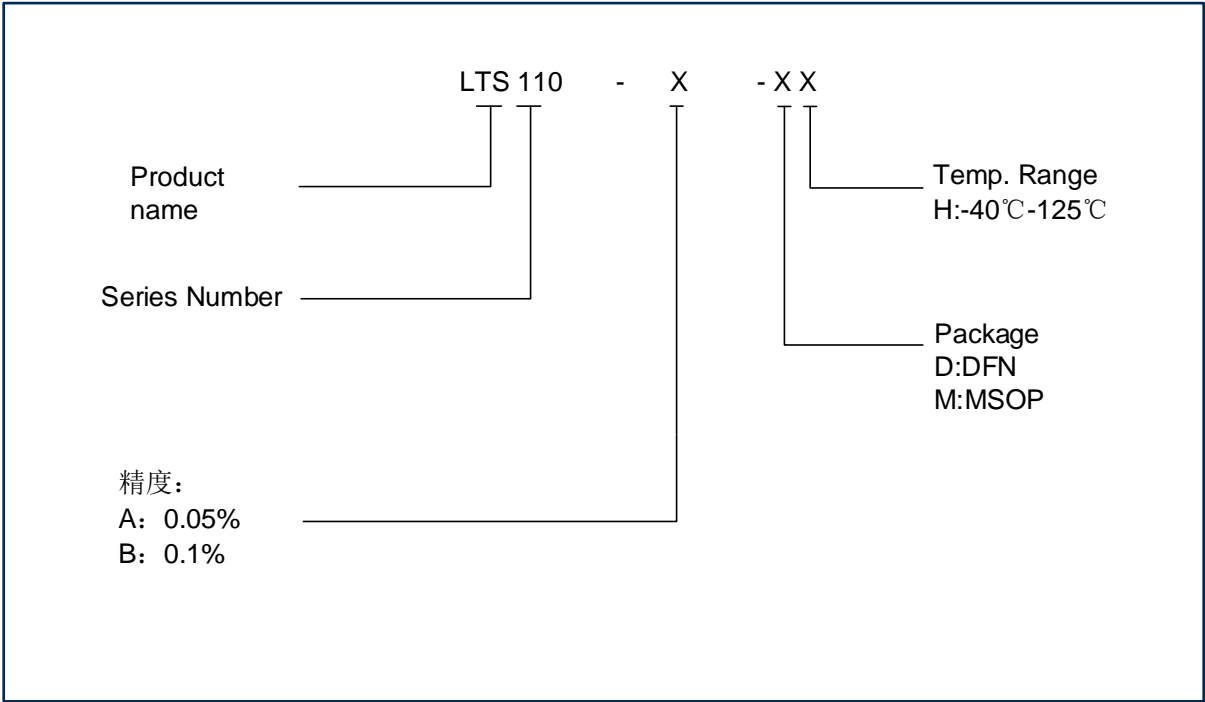 LTS 110 - X - X X
Product
name
Temp. Range
H:-40℃-125℃
Series Number
Package
D:DFN
M:MSOP
精度：
A：0.05%
B：0.1%